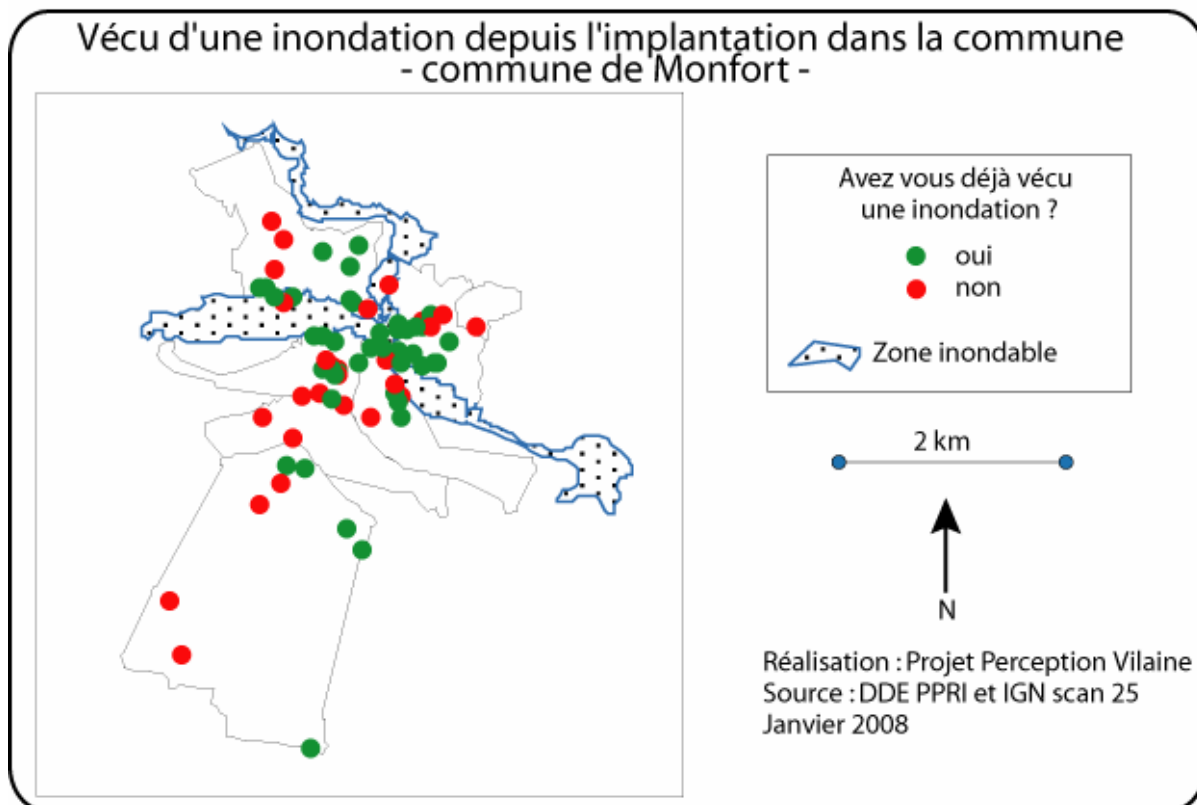 Vécu d'une inondation depuis l'implantation dans la commune
- commune de Monfort -
Avez vous déjà vécu
une inondation ?
oui
non
Zone inondable
2 km
N
Réalisation : Projet Perception Vilaine
Source : DDE PPRI et IGN scan 25
Janvier 2008